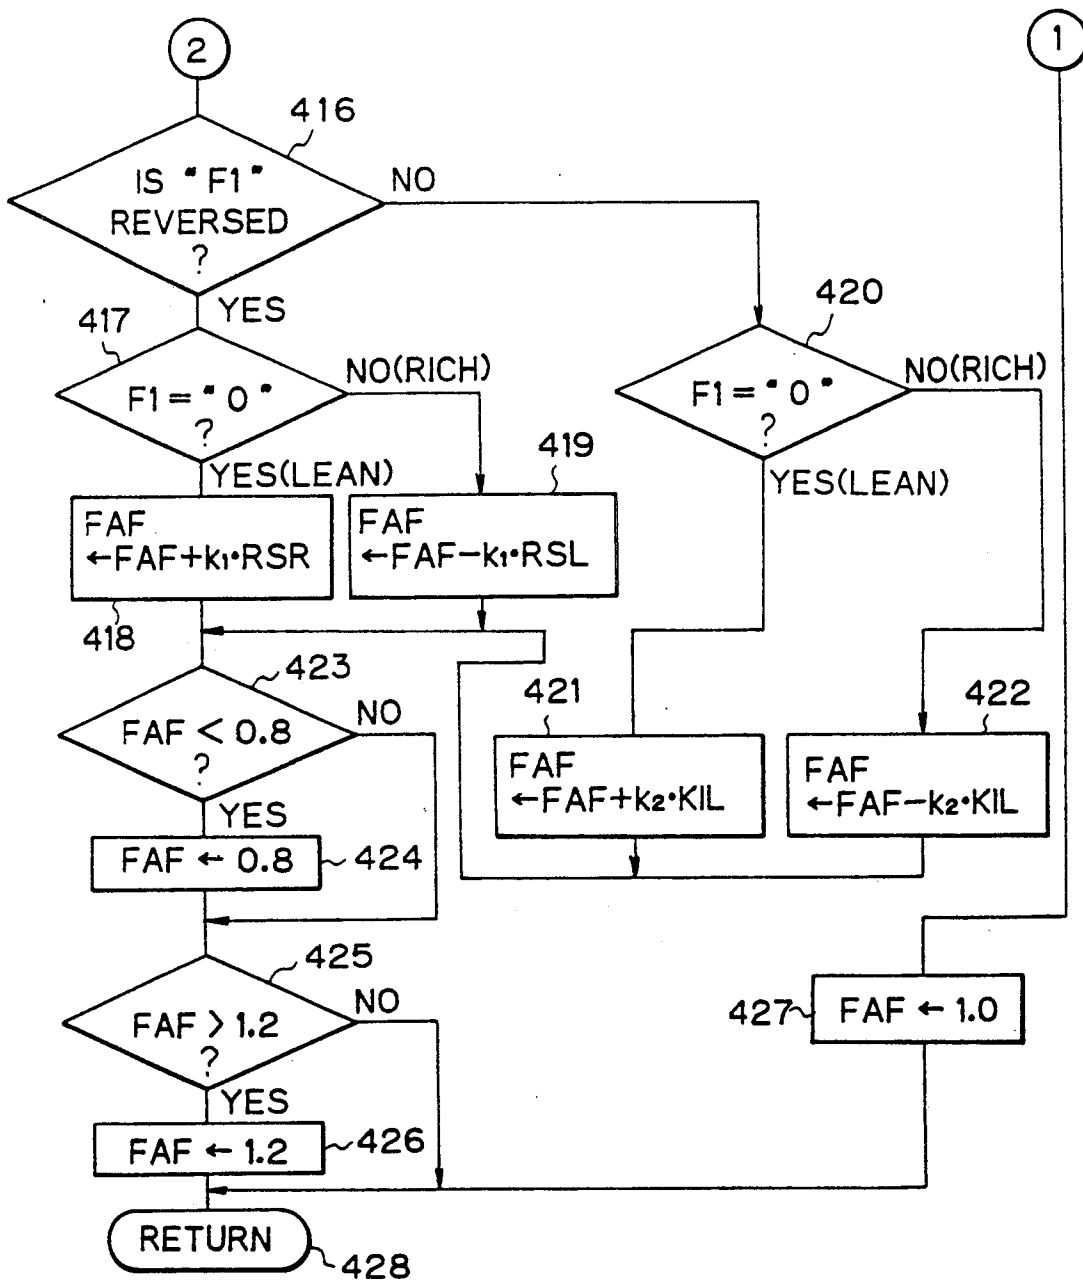 2
1
416
IS "F1"
REVERSED
?
NO
YES
417
F1="0"
?
NO(RICH)
YES(LEAN)
420
F1="0"
?
NO(RICH)
YES(LEAN)
419
FAF
←FAF+k1·RSR
418
FAF
←FAF-k1·RSL
423
FAF < 0.8
?
NO
YES
421
FAF
←FAF+k2·KIL
422
FAF
←FAF-k2·KIL
FAF ← 0.8
424
425
FAF > 1.2
?
NO
YES
427
FAF ← 1.0
FAF ← 1.2
426
RETURN
428